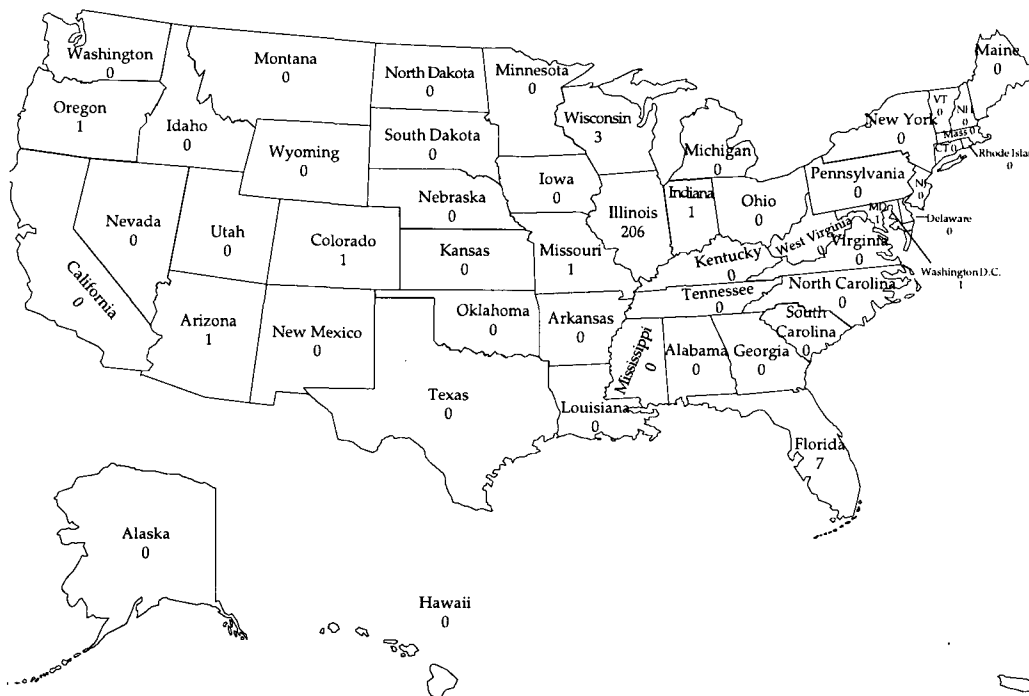 Washington
0
Oregon
1
Idaho
0
Montana
0
Wyoming
0
North Dakota
0
South Dakota
0
Minnesota
0
Wisconsin
3
Michigan
0
Maine
0
VT
0
NH
0
New York
0
Mass 0
CT 0
Rhode Islan
0
Pennsylvania
0
NJ
0
Nevada
0
Utah
0
California
0
Colorado
1
Nebraska
0
Kansas
0
Iowa
0
Illinois
206
Indiana
1
Ohio
0
Missouri
1
Kentucky
0
West Virginia
0
Virginia
0
MD
1
Delaware
0
Washington D.C.
1
Arizona
1
New Mexico
0
Oklahoma
0
Arkansas
0
Tennessee
0
North Carolina
0
South
Carolina
0
Mississippi
0
Alabama
0
Georgia
0
Texas
0
Louisiana
0
Florida
7
Alaska
0
Hawaii
0